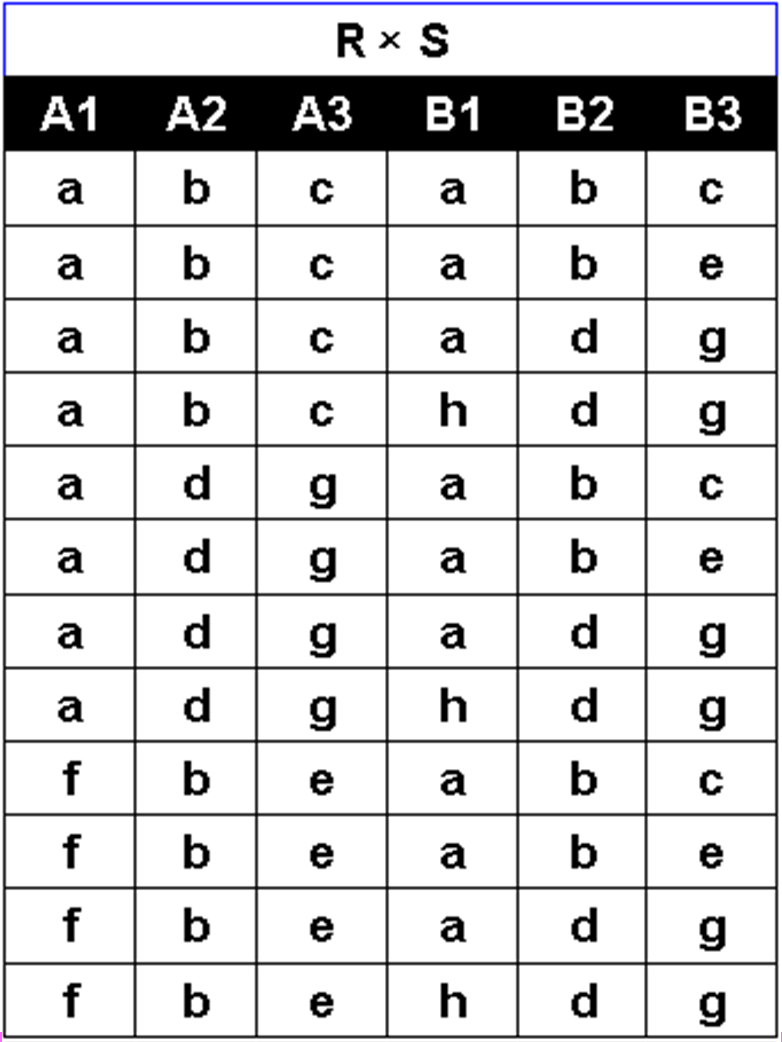 R × S
A1 A2 A3 B1 B2 B3
a b c a b c
a b c a b e
a b c a d g
a b c h d g
a d g a b c
a d g a b e
a d g a d g
a d g h d g
f b e a b c
f b e a b e
f b e a d g
f b e h d g